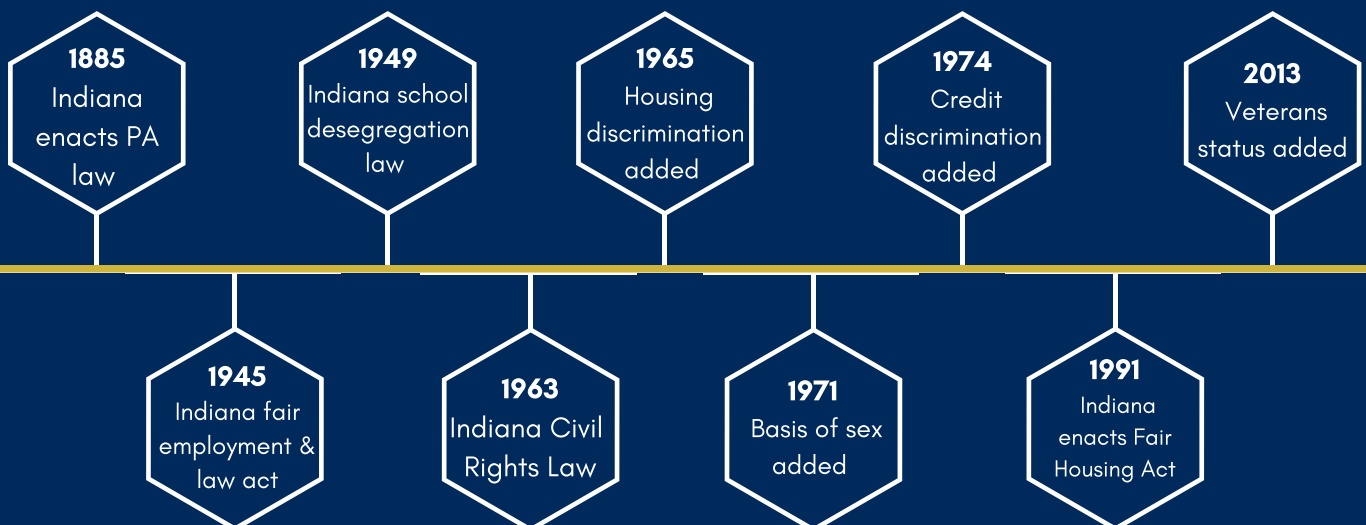 1885
Indiana
enacts PA
law
1949
Indiana school
desegregation
law
1965
Housing
discrimination
added
1974
Credit
discrimination
added
2013
Veterans
status added
1945
Indiana fair
employment &
law act
1963
Indiana Civil
Rights Law
1971
Basis of sex
added
1991
Indiana
enacts Fair
Housing Act